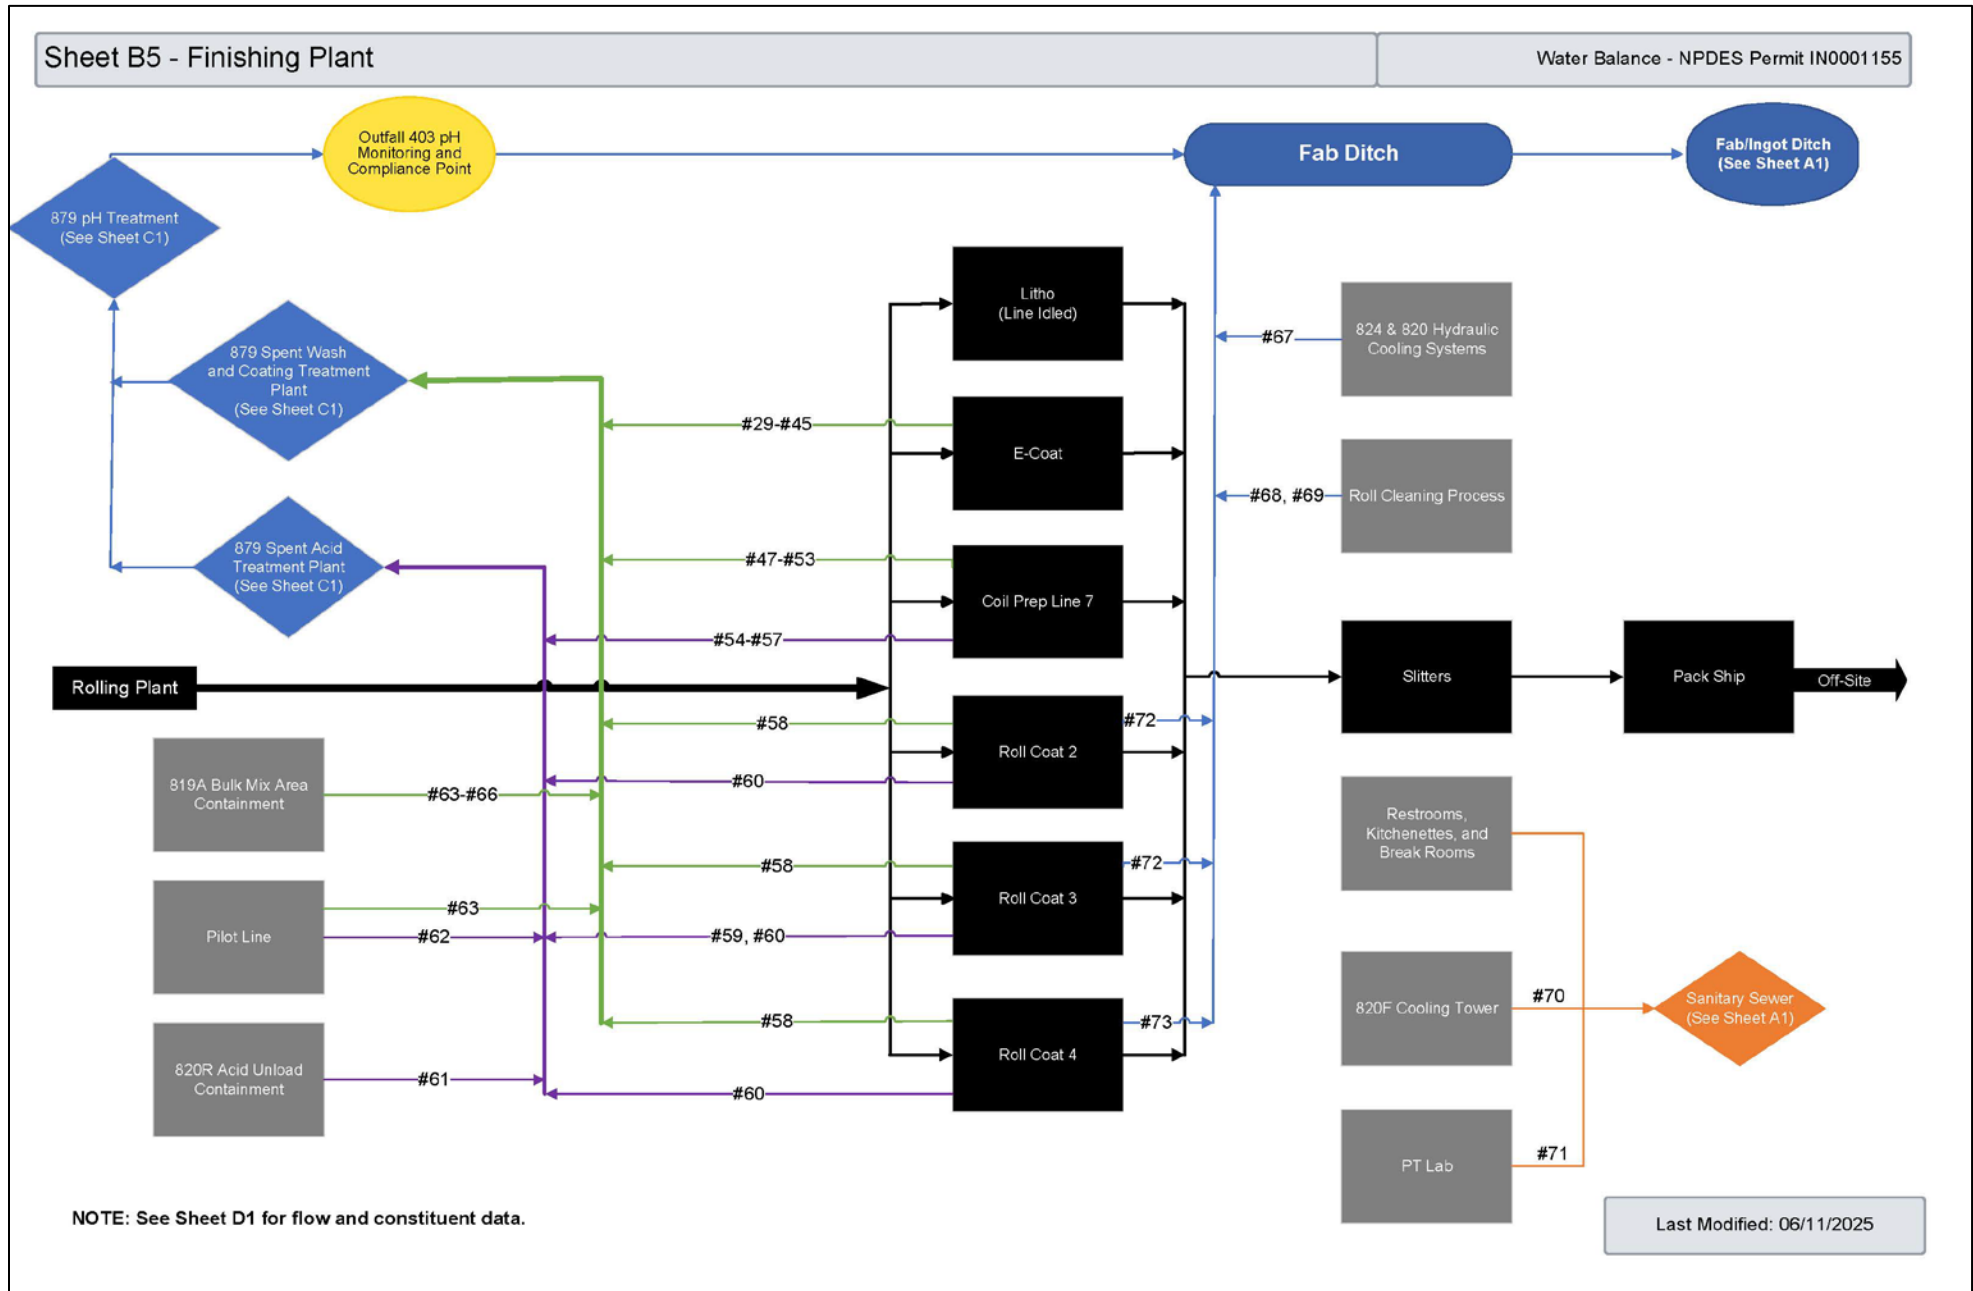 Sheet B5 - Finishing Plant
Water Balance - NPDES Permit IN0001155
Outfall 403 pH
Monitoring and
Compliance Point
Fab Ditch
Fab/Ingot Ditch
(See Sheet A1)
879 pH Treatment
(See Sheet C1)
Litho
(Line Idled)
#67
824 & 820 Hydraulic
Cooling Systems
879 Spent Wash
and Coating Treatment
Plant
(See Sheet C1)
#29-#45
E-Coat
#68, #69
Roll Cleaning Process
879 Spent Acid
Treatment Plant
(See Sheet C1)
#47-#53
Coil Prep Line 7
#54-#57
Rolling Plant
Slitters
Pack Ship
Off-Site
#58
#72
Roll Coat 2
#60
819A Bulk Mix Area
Containment
#63-#66
Restrooms,
Kitchenettes, and
Break Rooms
#58
#72
Roll Coat 3
#59, #60
Pilot Line
#63
#62
820F Cooling Tower
#70
Sanitary Sewer
(See Sheet A1)
#58
#73
Roll Coat 4
#60
820R Acid Unload
Containment
#61
PT Lab
#71
NOTE: See Sheet D1 for flow and constituent data.
Last Modified: 06/11/2025